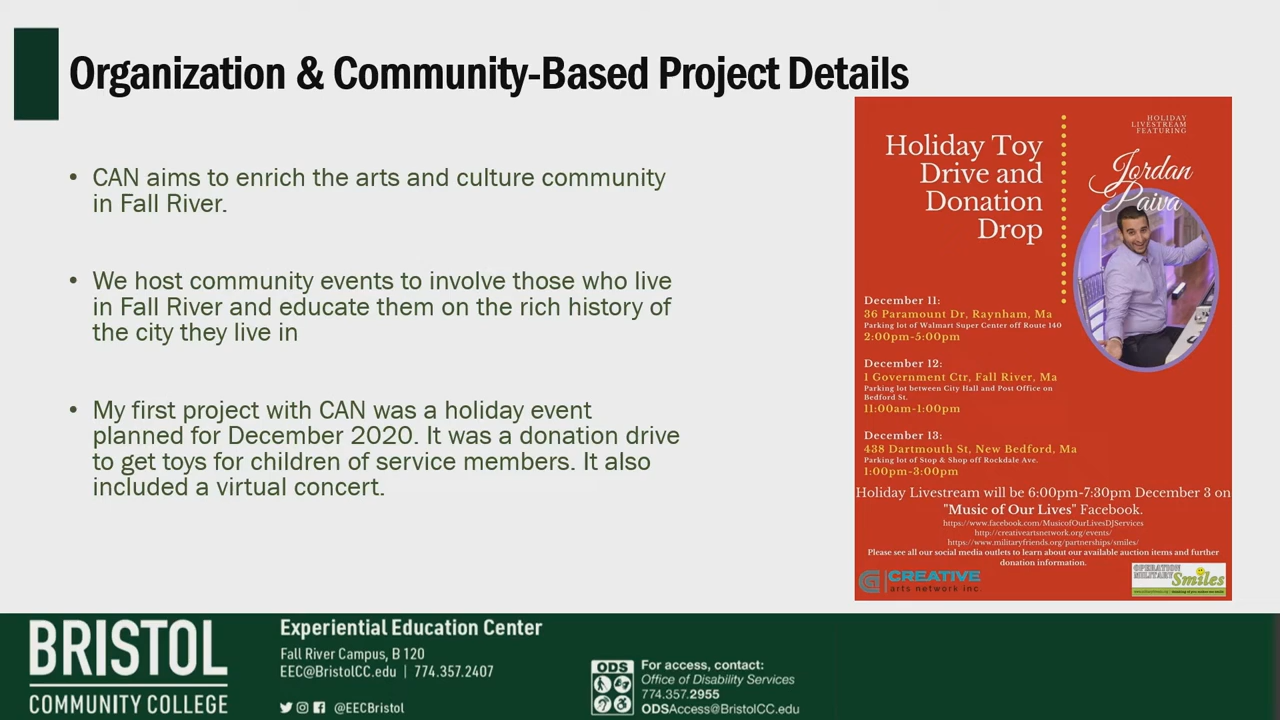 Organization & Community-Based Project Details
• CAN aims to enrich the arts and culture community
in Fall River.
• We host community events to involve those who live
in Fall River and educate them on the rich history of
the city they live in
• My first project with CAN was a holiday event
planned for December 2020. It was a donation drive
to get toys for children of service members. It also
included a virtual concert.
Holiday Toy
Drive and
Donation
Drop
HOLIDAY
LIVESTREAM
FEATURING
Jordan
Paiva
December 11:
36 Paramount Dr, Raynham, Ma
Parking lot of Walmart Super Center off Route 140
2:00pm-5:00pm
December 12:
1 Government Ctr, Fall River, Ma
Parking lot between City Hall and Post Office on
Bedford St.
11:00am-1:00pm
December 13:
438 Dartmouth St, New Bedford, Ma
Parking lot of Stop & Shop off Rockdale Ave.
1:00pm-3:00pm
Holiday Livestream will be 6:00pm-7:30pm December 3 on
"Music of Our Lives" Facebook.
https://www.facebook.com/MusicofOurLivesDJServices
http://creativeartsnetwork.org/events/
https://www.militaryfriends.org/partnerships/smiles/
Please see all our social media outlets to learn about our available auction items and further
donation information.
CREATIVE
arts network inc.
OPERATION
MILITARY
Smiles
BRISTOL
COMMUNITY COLLEGE
Experiential Education Center
Fall River Campus, B 120
EEC@BristolCC.edu | 774.357.2407
@EECBristol
ODS
For access, contact:
Office of Disability Services
774.357.2955
ODSAccess@BristolCC.edu